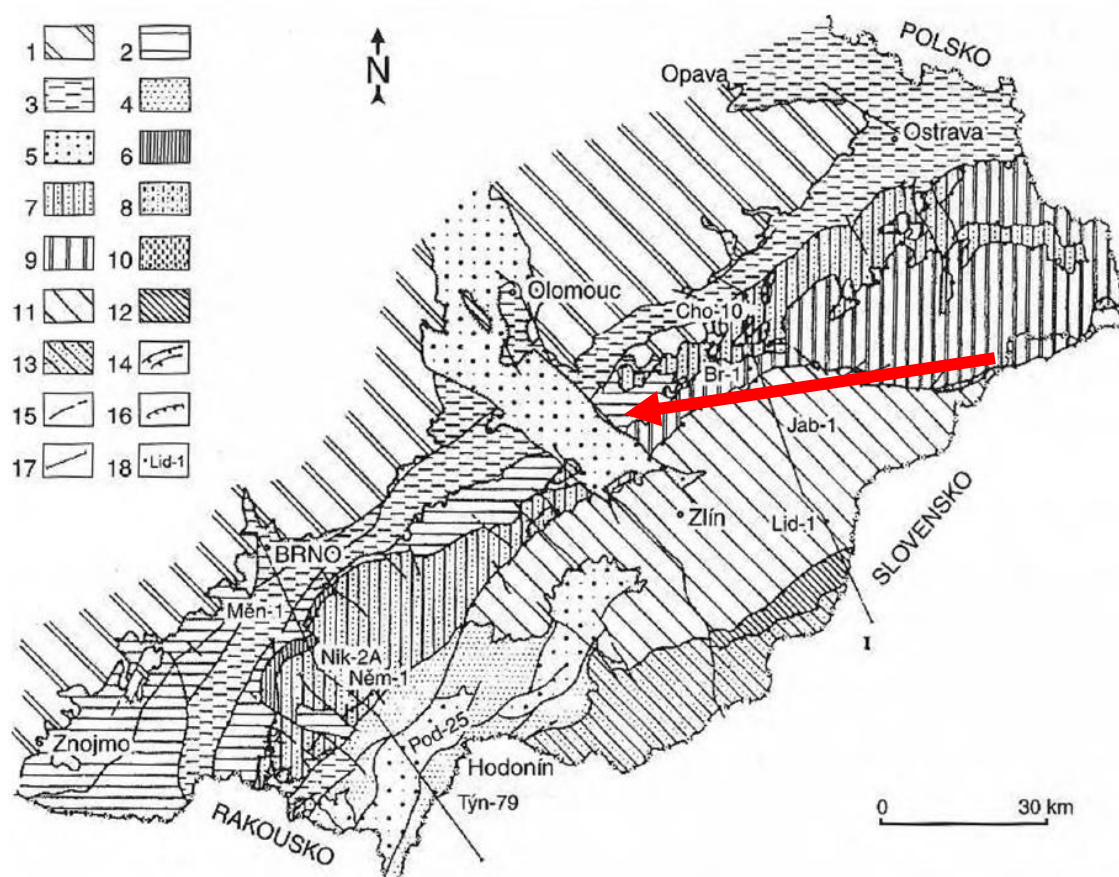 1
2
3
4
5
6
7
8
9
10
11
12
13
14
15
16
17
18
Lid-1
N
POLSKO
Opava
Ostrava
Olomouc
Cho-10
Br-1
Jab-1
Zlín
Lid-1
SLOVENSKO
BRNO
Měn-1
I
Nik-2A
Něm-1
Pod-25
Znojmo
Hodonín
Týn-79
RAKOUSKO
0 30 km